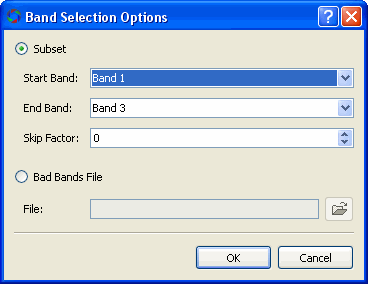 Band Selection Options
?
Subset
Start Band: Band 1
End Band: Band 3
Skip Factor: 0
Bad Bands File
File:
OK Cancel